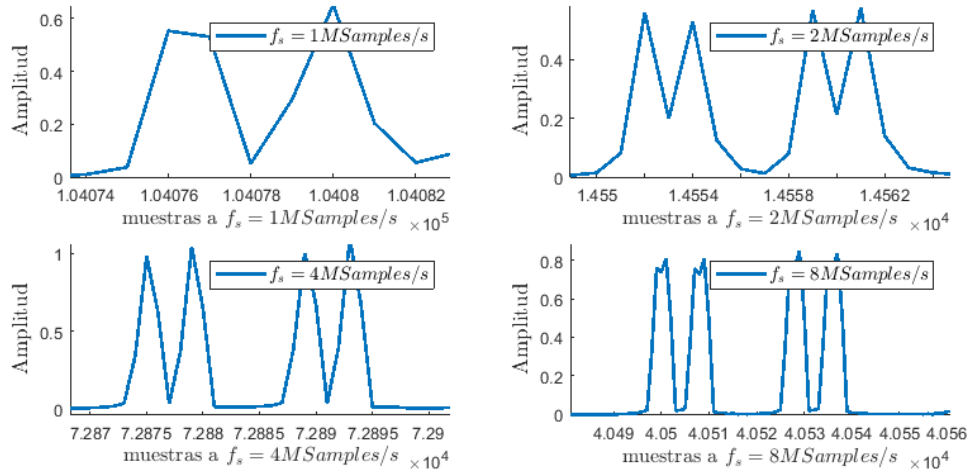 Amplitud
0.6
0.4
0.2
0
f_s = 1MSamples/s
1.04074 1.04076 1.04078 1.0408 1.04082
muestras a f_s = 1MSamples/s ×10^5
Amplitud
0.4
0.2
0
f_s = 2MSamples/s
1.455 1.4554 1.4558 1.4562
muestras a f_s = 2MSamples/s ×10^4
Amplitud
1
0.5
0
f_s = 4MSamples/s
7.287 7.2875 7.288 7.2885 7.289 7.2895 7.29
muestras a f_s = 4MSamples/s ×10^4
Amplitud
0.8
0.6
0.4
0.2
0
f_s = 8MSamples/s
4.049 4.05 4.051 4.052 4.053 4.054 4.055 4.056
muestras a f_s = 8MSamples/s ×10^4